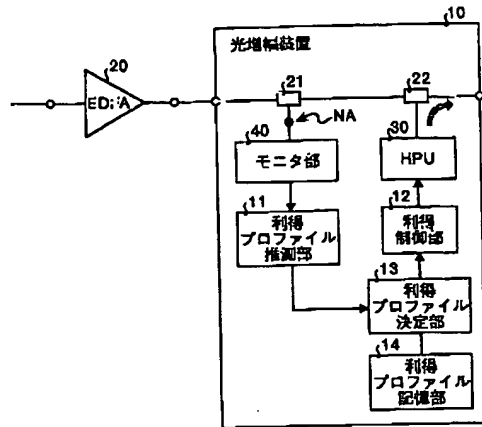 10
光増幅装置
20
EDFA
21
22
NA
40
モニタ部
30
HPU
11
利得
プロファイル
推測部
12
利得
制御部
13
利得
プロファイル
決定部
14
利得
プロファイル
記憶部